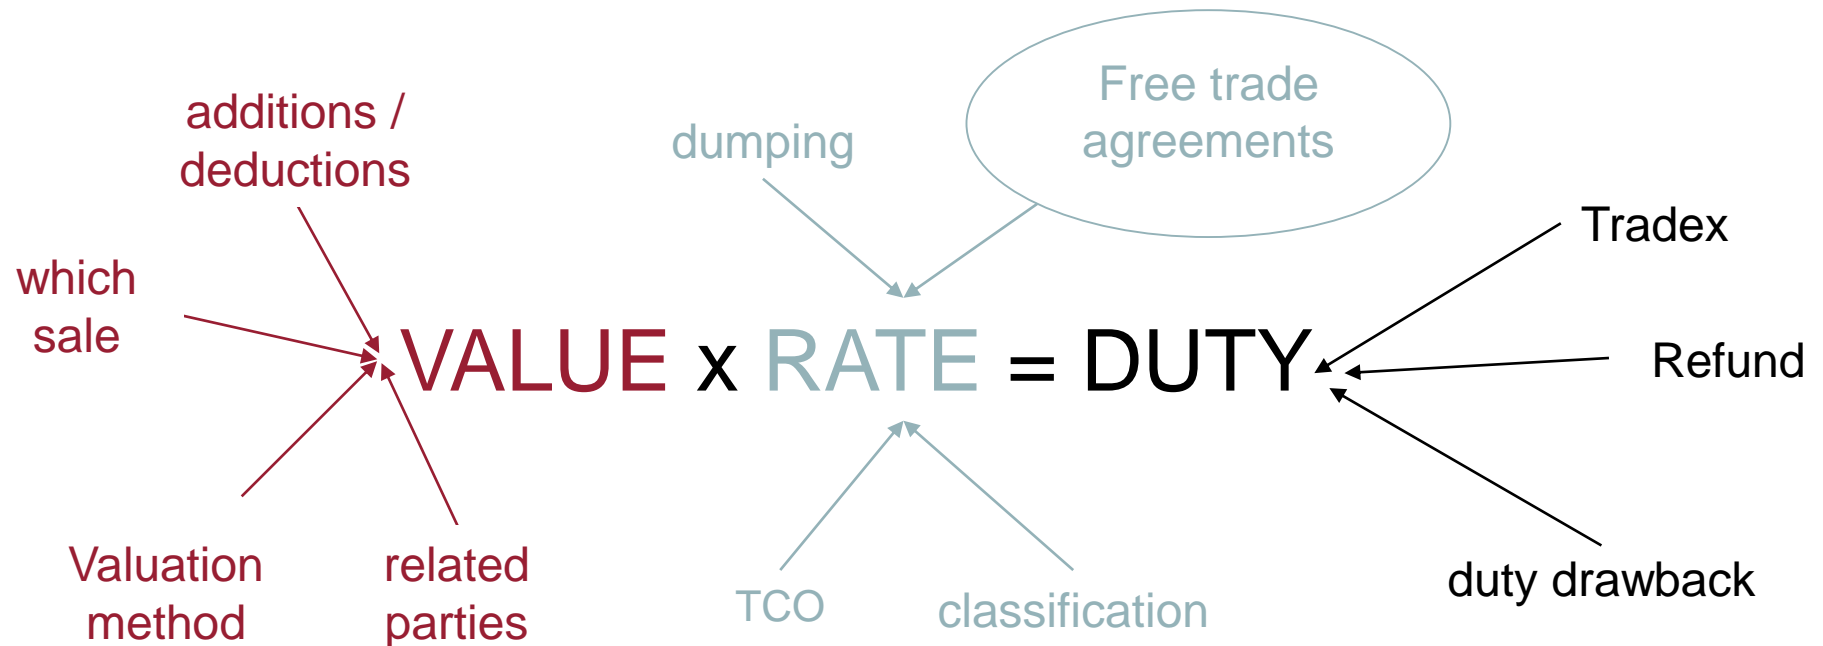 additions /
deductions
dumping
Free trade
agreements
Tradex
which
sale
VALUE x RATE = DUTY
Refund
Valuation
method
related
parties
TCO
classification
duty drawback